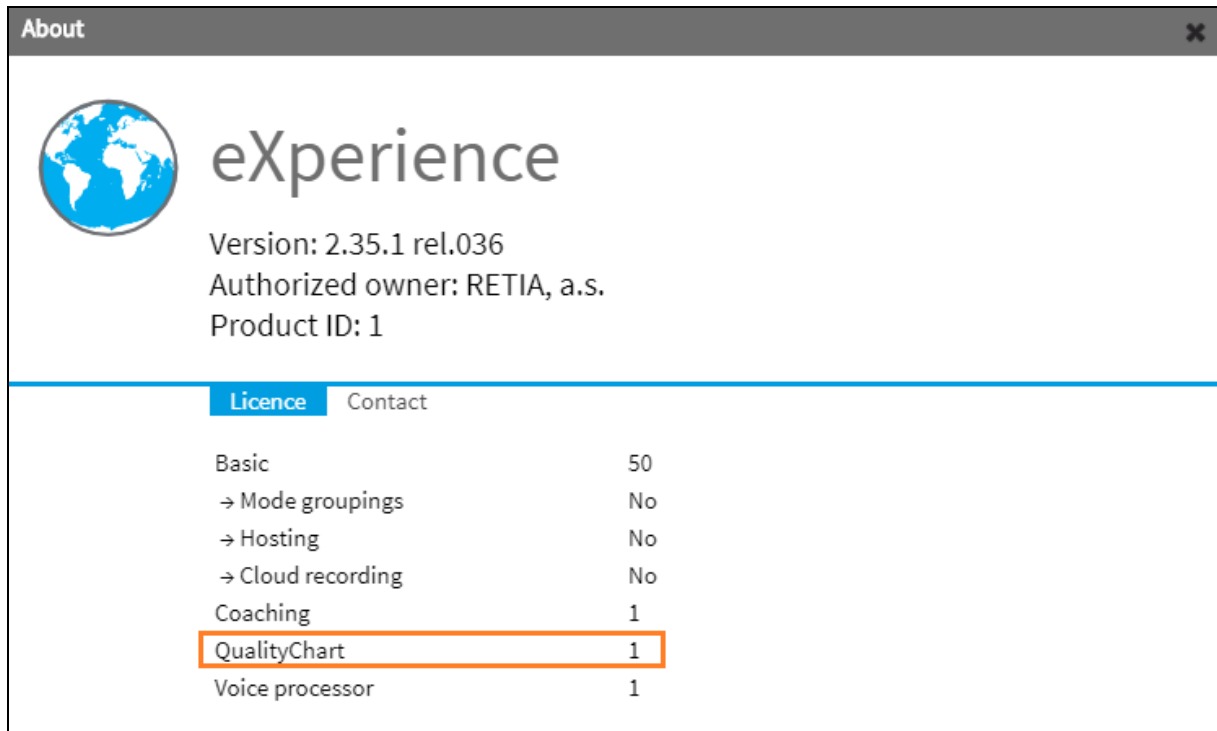 About
eXperience
Version: 2.35.1 rel.036
Authorized owner: RETIA, a.s.
Product ID: 1
Licence Contact
Basic 50
→ Mode groupings No
→ Hosting No
→ Cloud recording No
Coaching 1
QualityChart 1
Voice processor 1